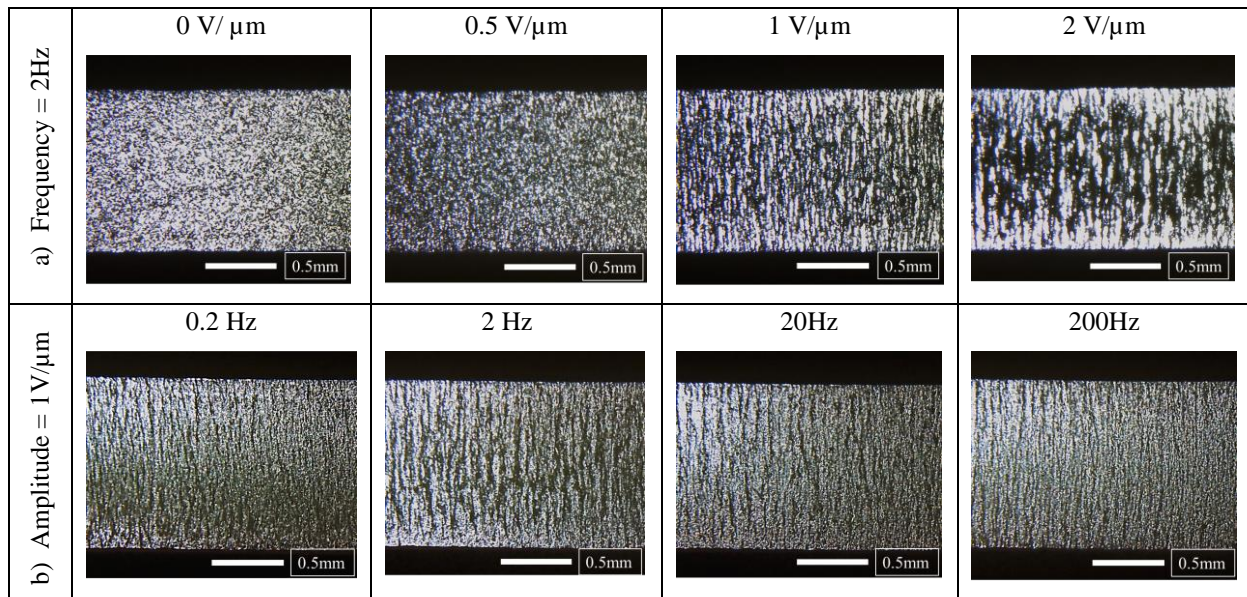 a) Frequency = 2Hz
0 V/ µm
0.5 V/µm
1 V/µm
2 V/µm
0.5mm
0.5mm
0.5mm
0.5mm
b) Amplitude = 1V/µm
0.2 Hz
2 Hz
20Hz
200Hz
0.5mm
0.5mm
0.5mm
0.5mm